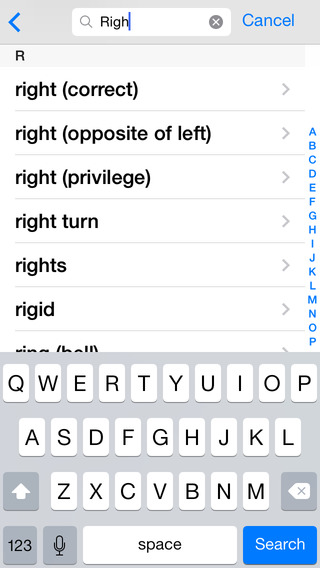 Righ
Cancel
R
right (correct)
right (opposite of left)
right (privilege)
right turn
rights
rigid
ring (bell)
A
B
C
D
E
F
G
H
I
J
K
L
M
N
O
P
Q W E R T Y U I O P
A S D F G H J K L
Z X C V B N M
123 space Search